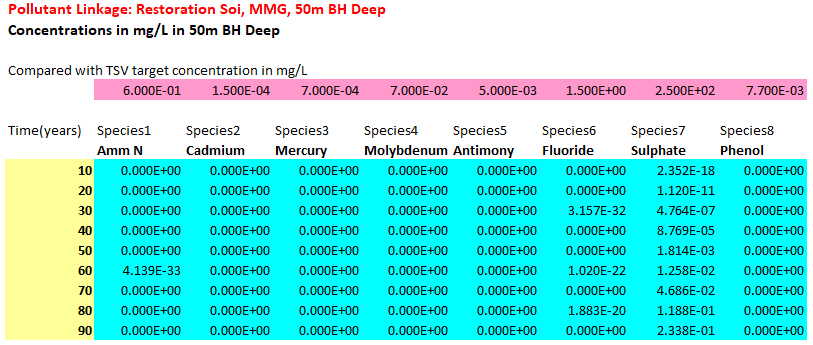 Pollutant Linkage: Restoration Soi, MMG, 50m BH Deep
Concentrations in mg/L in 50m BH Deep
Compared with TSV target concentration in mg/L
6.000E-01 1.500E-04 7.000E-04 7.000E-02 5.000E-03 1.500E+00 2.500E+02 7.700E-03
Time(years) Species1 Species2 Species3 Species4 Species5 Species6 Species7 Species8
Amm N Cadmium Mercury Molybdenum Antimony Fluoride Sulphate Phenol
10 0.000E+00 0.000E+00 0.000E+00 0.000E+00 0.000E+00 0.000E+00 2.352E-18 0.000E+00
20 0.000E+00 0.000E+00 0.000E+00 0.000E+00 0.000E+00 0.000E+00 1.120E-11 0.000E+00
30 0.000E+00 0.000E+00 0.000E+00 0.000E+00 0.000E+00 3.157E-32 4.764E-07 0.000E+00
40 0.000E+00 0.000E+00 0.000E+00 0.000E+00 0.000E+00 0.000E+00 8.769E-05 0.000E+00
50 0.000E+00 0.000E+00 0.000E+00 0.000E+00 0.000E+00 0.000E+00 1.814E-03 0.000E+00
60 4.139E-33 0.000E+00 0.000E+00 0.000E+00 0.000E+00 1.020E-22 1.258E-02 0.000E+00
70 0.000E+00 0.000E+00 0.000E+00 0.000E+00 0.000E+00 0.000E+00 4.686E-02 0.000E+00
80 0.000E+00 0.000E+00 0.000E+00 0.000E+00 0.000E+00 1.883E-20 1.188E-01 0.000E+00
90 0.000E+00 0.000E+00 0.000E+00 0.000E+00 0.000E+00 0.000E+00 2.338E-01 0.000E+00